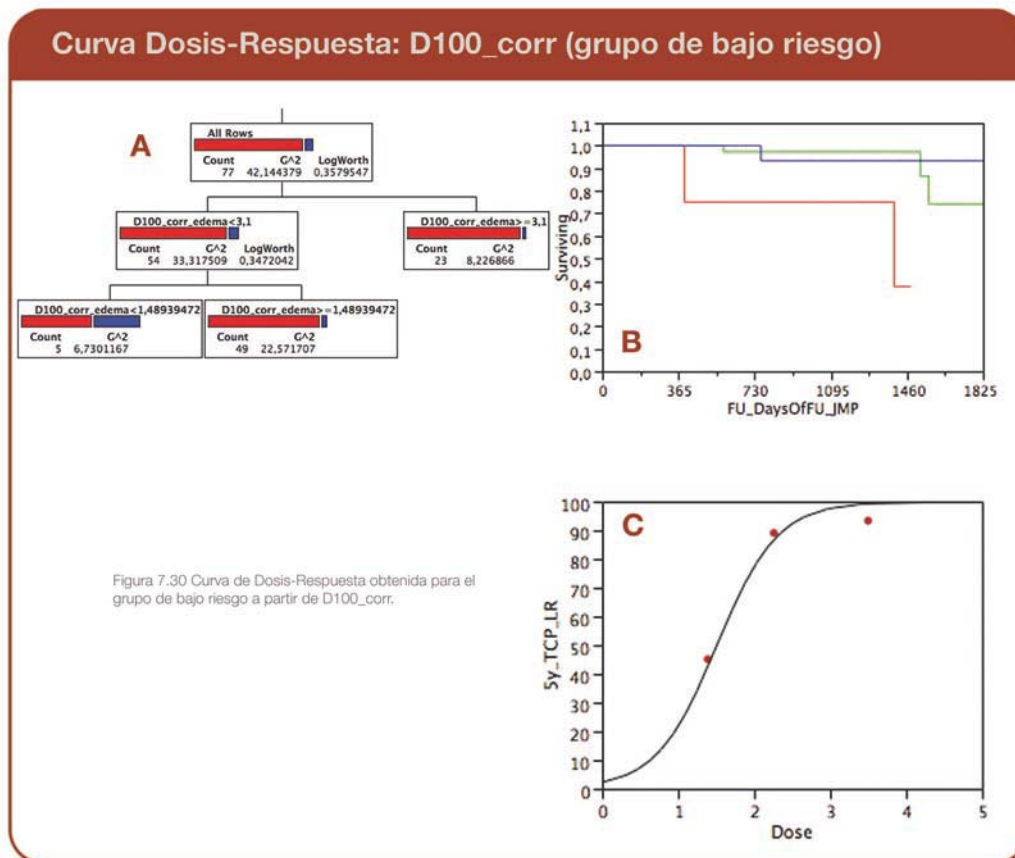 Curva Dosis-Respuesta: D100_corr (grupo de bajo riesgo)
A
All Rows
Count G^2 LogWorth
77 42,144379 0,3579547
D100_corr_edema<3,1
Count G^2 LogWorth
54 33,317509 0,3472042
D100_corr_edema>=3,1
Count G^2
23 8,226866
D100_corr_edema<1,48939472
Count G^2
5 6,7301167
D100_corr_edema>=1,48939472
Count G^2
49 22,571707
B
Surviving
1,1
1,0
0,9
0,8
0,7
0,6
0,5
0,4
0,3
0,2
0,1
0,0
0 365 730 1095 1460 1825
FU_DaysOfFU_JMP
Figura 7.30 Curva de Dosis-Respuesta obtenida para el
grupo de bajo riesgo a partir de D100_corr.
C
5y_TCP_LR
100
90
80
70
60
50
40
30
20
10
0
0 1 2 3 4 5
Dose